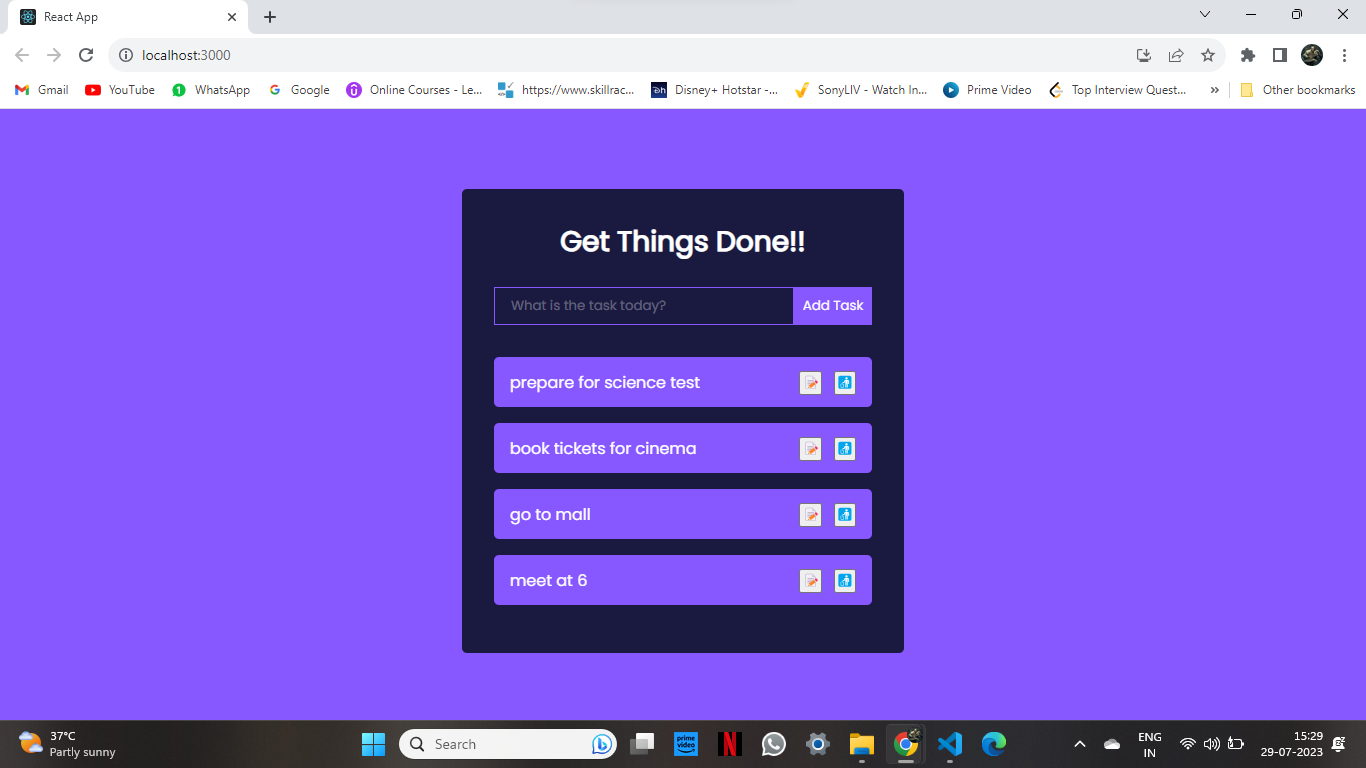 React App
localhost:3000
Gmail
YouTube
WhatsApp
Google
Online Courses - Le...
https://www.skillrac...
Disney+ Hotstar -...
SonyLIV - Watch In...
Prime Video
Top Interview Quest...
»
Other bookmarks
Get Things Done!!
What is the task today?
Add Task
prepare for science test
book tickets for cinema
go to mall
meet at 6
37°C
Partly sunny
Search
prime
video
ENG
IN
15:29
29-07-2023